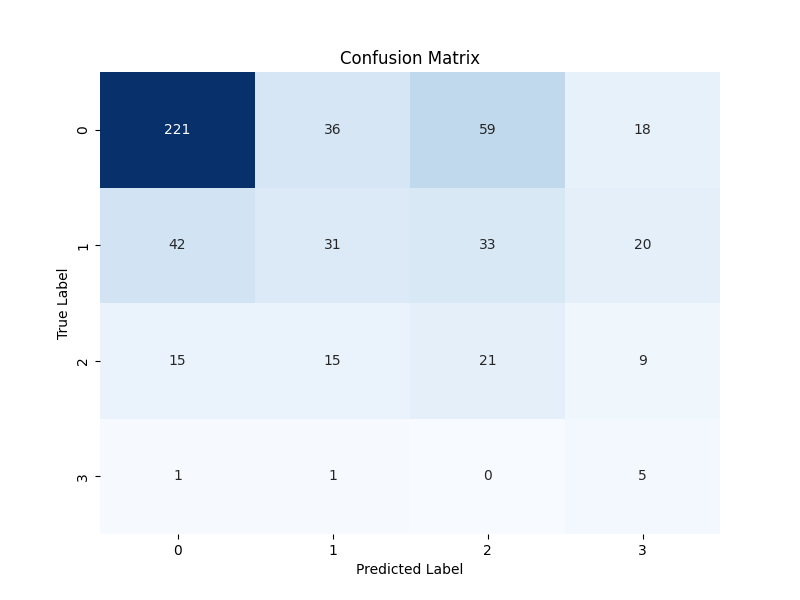 Confusion Matrix
0 221 36 59 18
1 42 31 33 20
2 15 15 21 9
3 1 1 0 5
0 1 2 3
True Label
Predicted Label